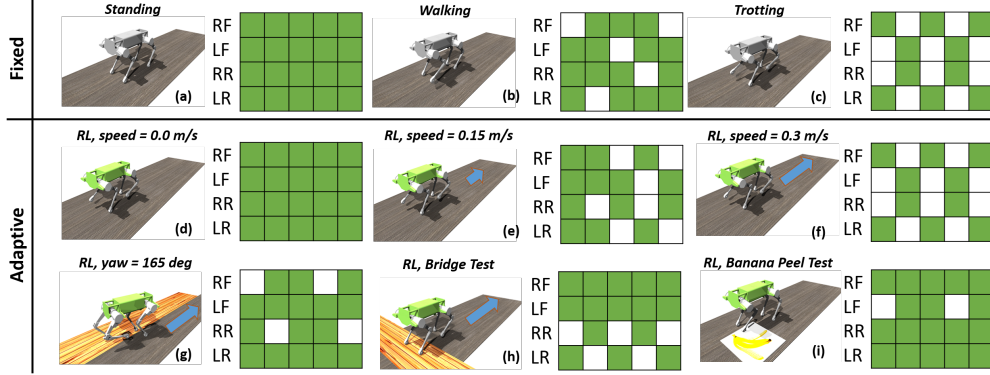 Fixed
Standing
RF
LF
RR
LR
(a)
Walking
RF
LF
RR
LR
(b)
Trotting
RF
LF
RR
LR
(c)
Adaptive
RL, speed = 0.0 m/s
RF
LF
RR
LR
(d)
RL, speed = 0.15 m/s
RF
LF
RR
LR
(e)
RL, speed = 0.3 m/s
RF
LF
RR
LR
(f)
RL, yaw = 165 deg
RF
LF
RR
LR
(g)
RL, Bridge Test
RF
LF
RR
LR
(h)
RL, Banana Peel Test
RF
LF
RR
LR
(i)